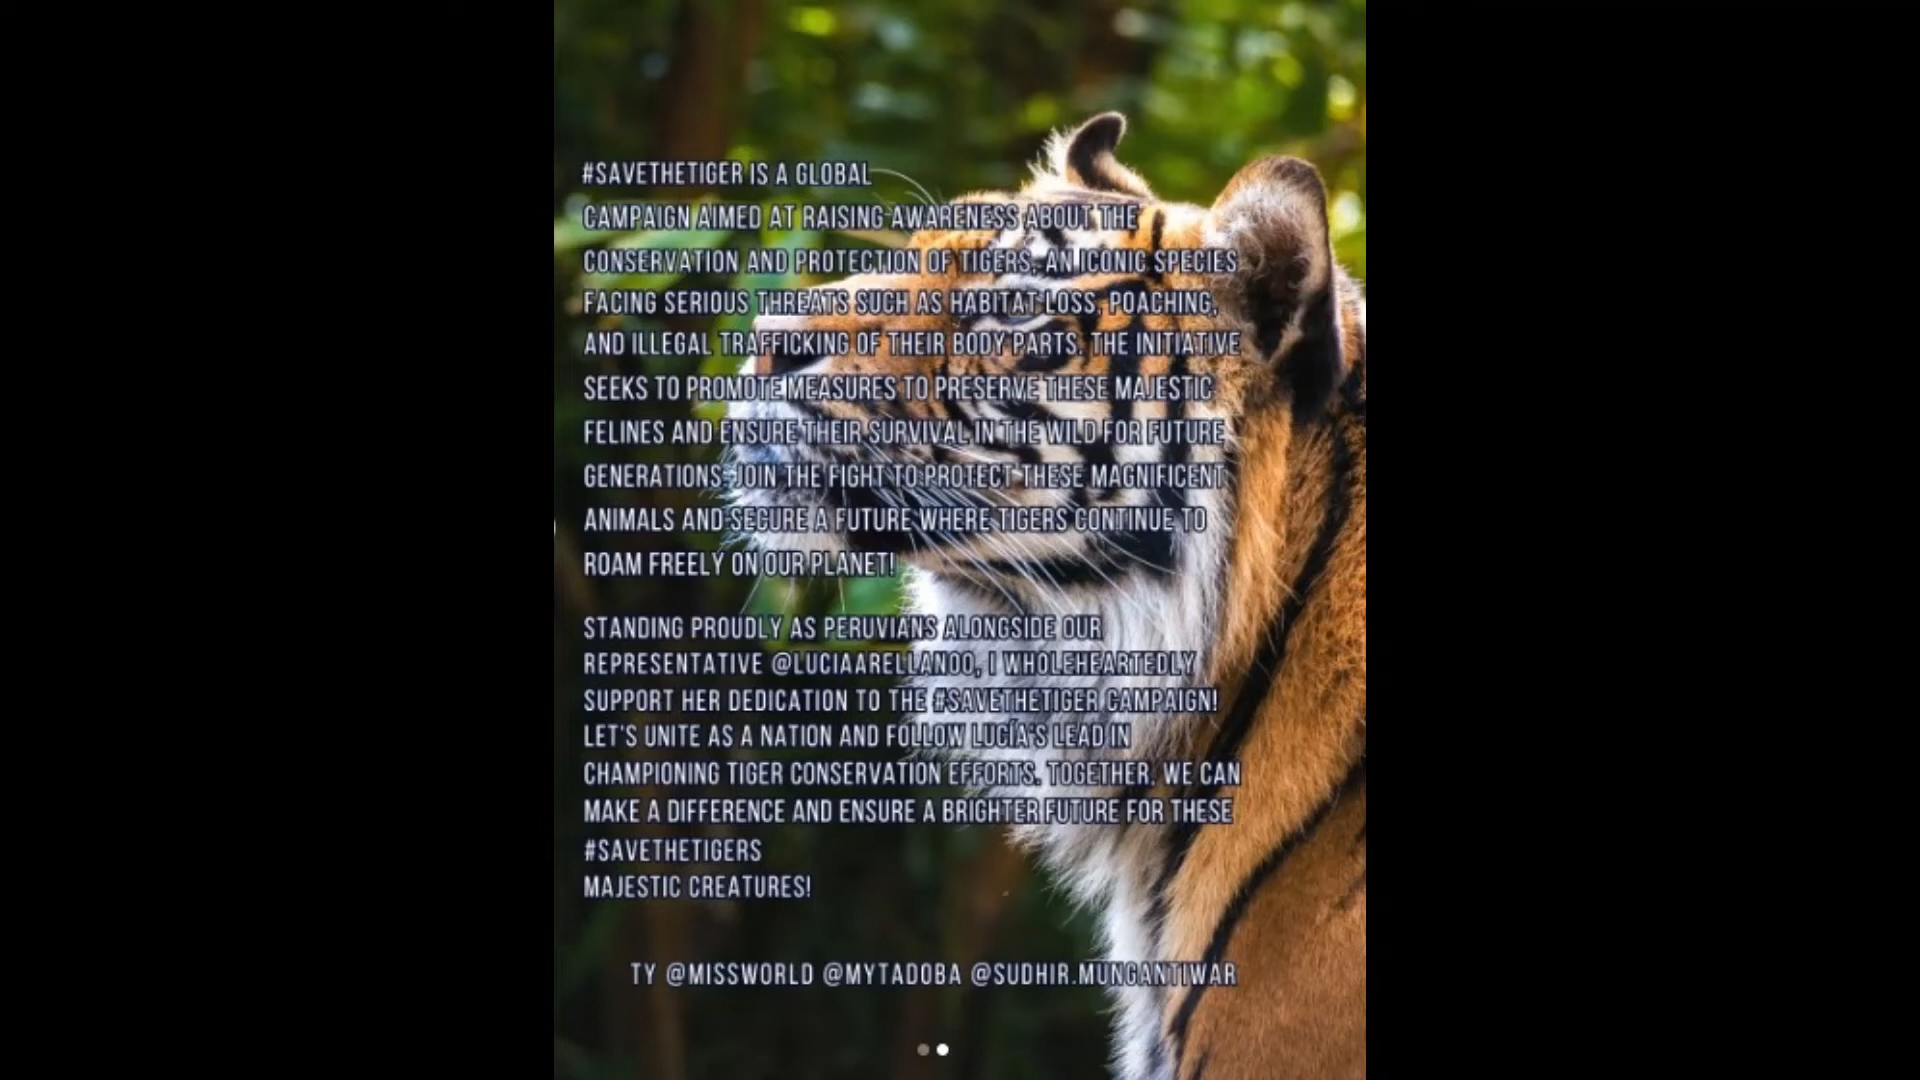 #SAVETHETIGER IS A GLOBAL
CAMPAIGN AIMED AT RAISING AWARENESS ABOUT THE
CONSERVATION AND PROTECTION OF TIGERS, AN ICONIC SPECIES
FACING SERIOUS THREATS SUCH AS HABITAT LOSS, POACHING,
AND ILLEGAL TRAFFICKING OF THEIR BODY PARTS. THE INITIATIVE
SEEKS TO PROMOTE MEASURES TO PRESERVE THESE MAJESTIC
FELINES AND ENSURE THEIR SURVIVAL IN THE WILD FOR FUTURE
GENERATIONS. JOIN THE FIGHT TO PROTECT THESE MAGNIFICENT
ANIMALS AND SECURE A FUTURE WHERE TIGERS CONTINUE TO
ROAM FREELY ON OUR PLANET!
STANDING PROUDLY AS PERUVIANS ALONGSIDE OUR
REPRESENTATIVE @LUCIAARELLANOO, I WHOLEHEARTEDLY
SUPPORT HER DEDICATION TO THE #SAVETHETIGER CAMPAIGN!
LET'S UNITE AS A NATION AND FOLLOW LUCÍA'S LEAD IN
CHAMPIONING TIGER CONSERVATION EFFORTS. TOGETHER, WE CAN
MAKE A DIFFERENCE AND ENSURE A BRIGHTER FUTURE FOR THESE
#SAVETHETIGERS
MAJESTIC CREATURES!
TY @MISSWORLD @MYTADOBA @SUDHIR.MUNGANTIWAR